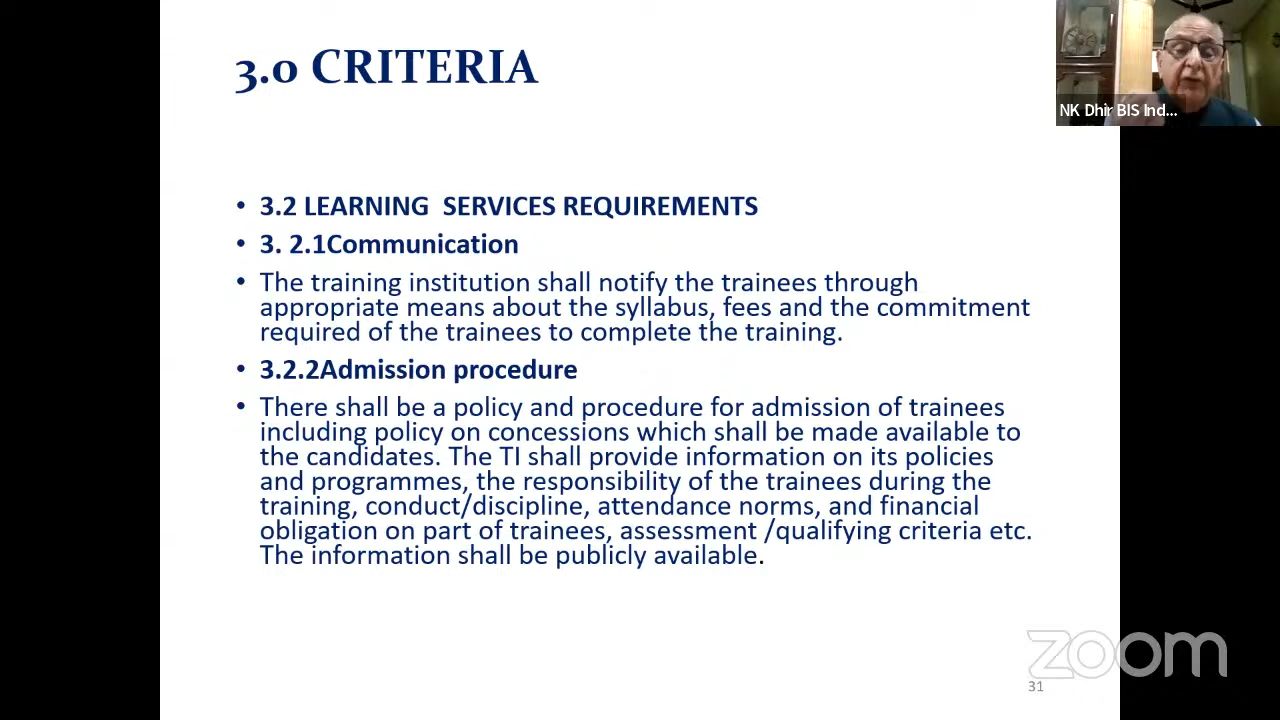 3.0 CRITERIA
NK Dhir BIS Ind...
• 3.2 LEARNING SERVICES REQUIREMENTS
• 3. 2.1Communication
• The training institution shall notify the trainees through
appropriate means about the syllabus, fees and the commitment
required of the trainees to complete the training.
• 3.2.2Admission procedure
• There shall be a policy and procedure for admission of trainees
including policy on concessions which shall be made available to
the candidates. The TI shall provide information on its policies
and programmes, the responsibility of the trainees during the
training, conduct/discipline, attendance norms, and financial
obligation on part of trainees, assessment /qualifying criteria etc.
The information shall be publicly available.
zoom
31